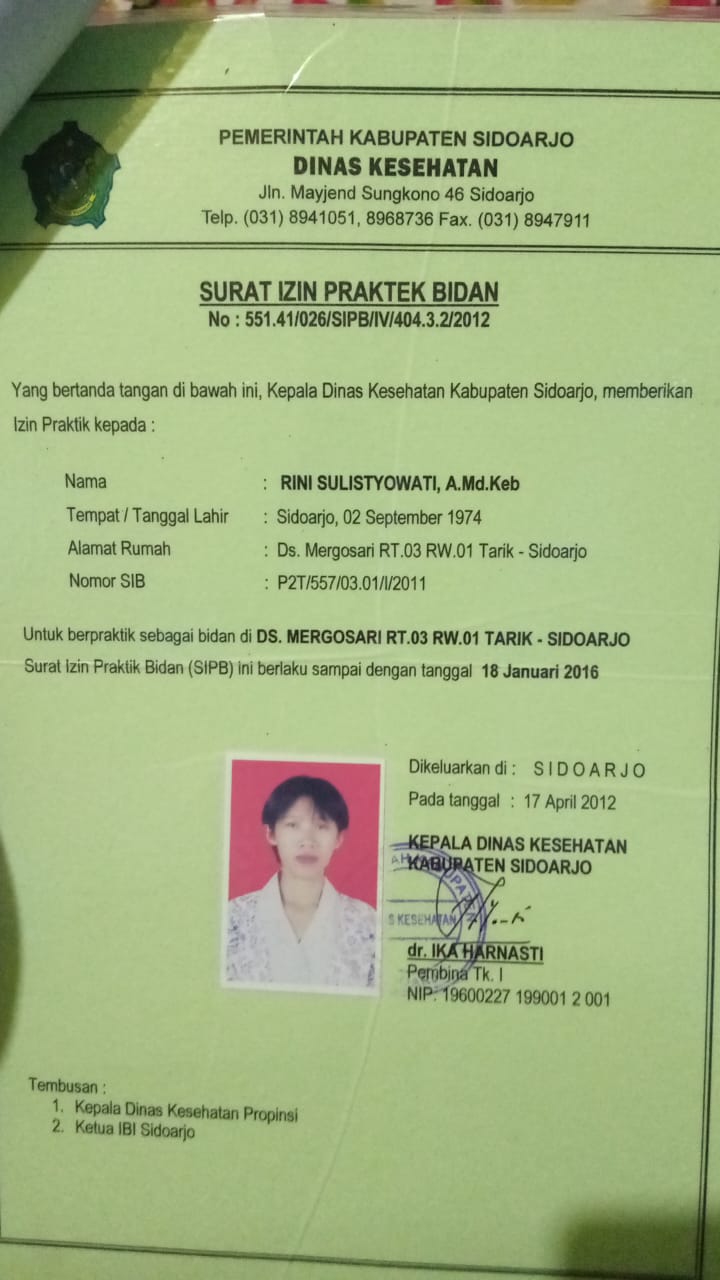 PEMERINTAH KABUPATEN SIDOARJO
DINAS KESEHATAN
Jln. Mayjend Sungkono 46 Sidoarjo
Telp. (031) 8941051, 8968736 Fax. (031) 8947911
SURAT IZIN PRAKTEK BIDAN
No : 551.41/026/SIPB/IV/404.3.2/2012
Yang bertanda tangan di bawah ini, Kepala Dinas Kesehatan Kabupaten Sidoarjo, memberikan
Izin Praktik kepada :
Nama : RINI SULISTYOWATI, A.Md.Keb
Tempat / Tanggal Lahir : Sidoarjo, 02 September 1974
Alamat Rumah : Ds. Mergosari RT.03 RW.01 Tarik - Sidoarjo
Nomor SIB : P2T/557/03.01/I/2011
Untuk berpraktik sebagai bidan di DS. MERGOSARI RT.03 RW.01 TARIK - SIDOARJO
Surat Izin Praktik Bidan (SIPB) ini berlaku sampai dengan tanggal 18 Januari 2016
Dikeluarkan di : S I D O A R J O
Pada tanggal : 17 April 2012
KEPALA DINAS KESEHATAN
KABUPATEN SIDOARJO
S KESEHATAN
dr. IKA HARNASTI
Pembina Tk. I
NIP. 19600227 199001 2 001
Tembusan :
1. Kepala Dinas Kesehatan Propinsi
2. Ketua IBI Sidoarjo